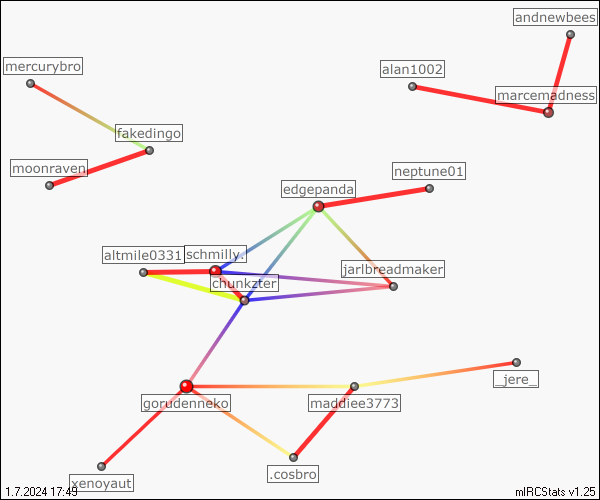 andnewbees
mercurybro
alan1002
marcemadness
fakedingo
moonraven
neptune01
edgepanda
altmile0331
schmilly.
jarlbreadmaker
chunkzter
_jere_
gorudenneko
maddiee3773
.cosbro
xenoyaut
1.7.2024 17:49
mIRCStats v1.25